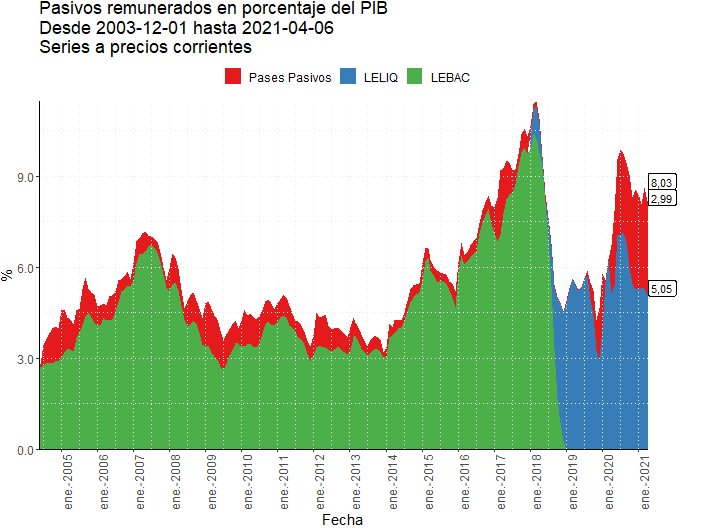 Pasivos remunerados en porcentaje del PIB
Desde 2003-12-01 hasta 2021-04-06
Series a precios corrientes
Pases Pasivos LELIQ LEBAC
9.0
6.0
3.0
0.0
%
8,03
2,99
5,05
ene.-2005 ene.-2006 ene.-2007 ene.-2008 ene.-2009 ene.-2010 ene.-2011 ene.-2012 ene.-2013 ene.-2014 ene.-2015 ene.-2016 ene.-2017 ene.-2018 ene.-2019 ene.-2020 ene.-2021
Fecha